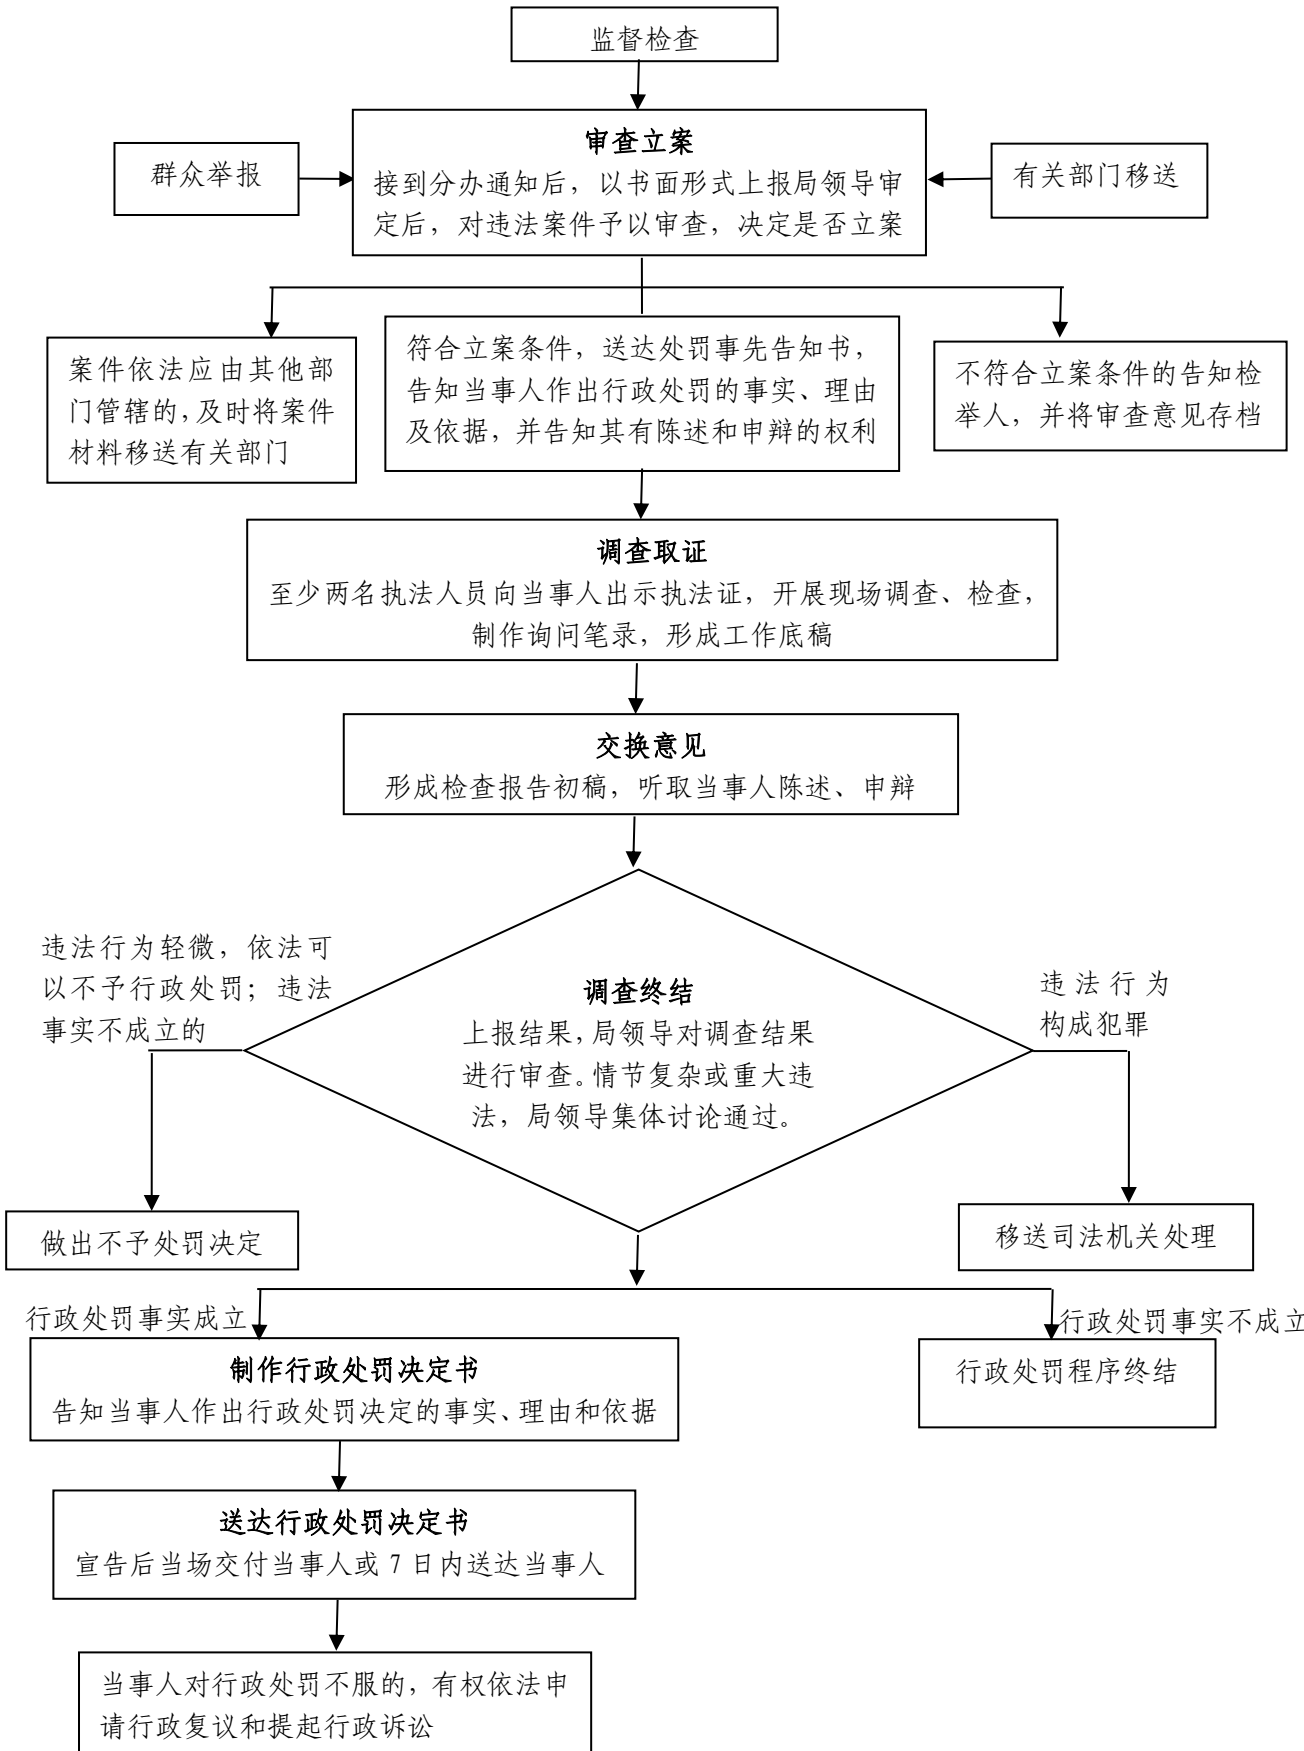 监督检查
审查立案
接到分办通知后，以书面形式上报局领导审
定后，对违法案件予以审查，决定是否立案
群众举报
有关部门移送
案件依法应由其他部
门管辖的，及时将案件
材料移送有关部门
符合立案条件，送达处罚事先告知书，
告知当事人作出行政处罚的事实、理由
及依据，并告知其有陈述和申辩的权利
不符合立案条件的告知检
举人，并将审查意见存档
调查取证
至少两名执法人员向当事人出示执法证，开展现场调查、检查，
制作询问笔录，形成工作底稿
交换意见
形成检查报告初稿，听取当事人陈述、申辩
违法行为轻微，依法可
以不予行政处罚；违法
事实不成立的
调查终结
上报结果，局领导对调查结果
进行审查。情节复杂或重大违
法，局领导集体讨论通过。
违法行为
构成犯罪
做出不予处罚决定
移送司法机关处理
行政处罚事实成立
行政处罚事实不成立
制作行政处罚决定书
告知当事人作出行政处罚决定的事实、理由和依据
行政处罚程序终结
送达行政处罚决定书
宣告后当场交付当事人或 7 日内送达当事人
当事人对行政处罚不服的，有权依法申
请行政复议和提起行政诉讼